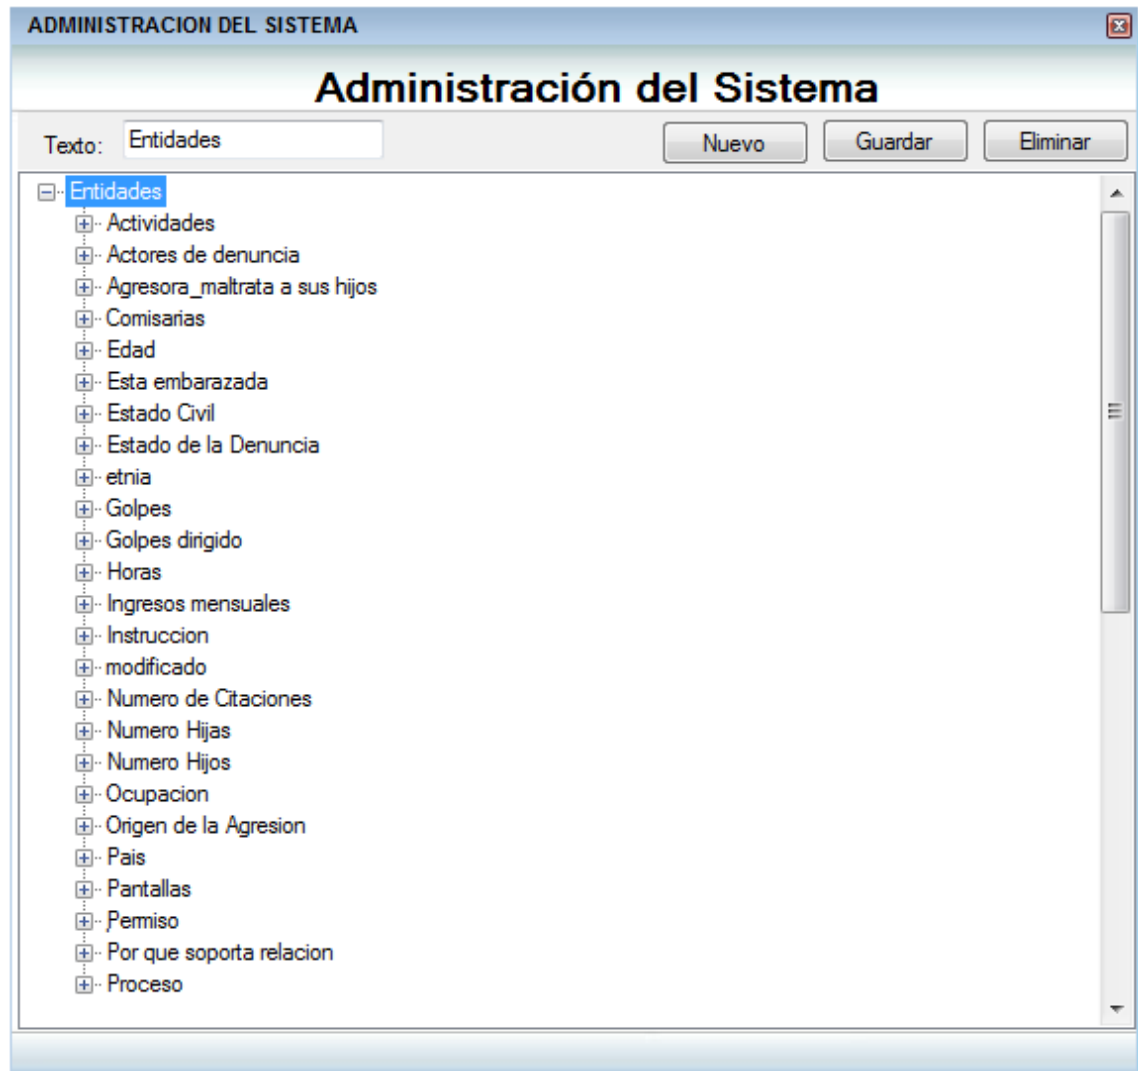 ADMINISTRACION DEL SISTEMA
Administración del Sistema
Texto: Entidades Nuevo Guardar Eliminar
Entidades
Actividades
Actores de denuncia
Agresora_maltrata a sus hijos
Comisarias
Edad
Esta embarazada
Estado Civil
Estado de la Denuncia
etnia
Golpes
Golpes dirigido
Horas
Ingresos mensuales
Instruccion
modificado
Numero de Citaciones
Numero Hijas
Numero Hijos
Ocupacion
Origen de la Agresion
Pais
Pantallas
Permiso
Por que soporta relacion
Proceso